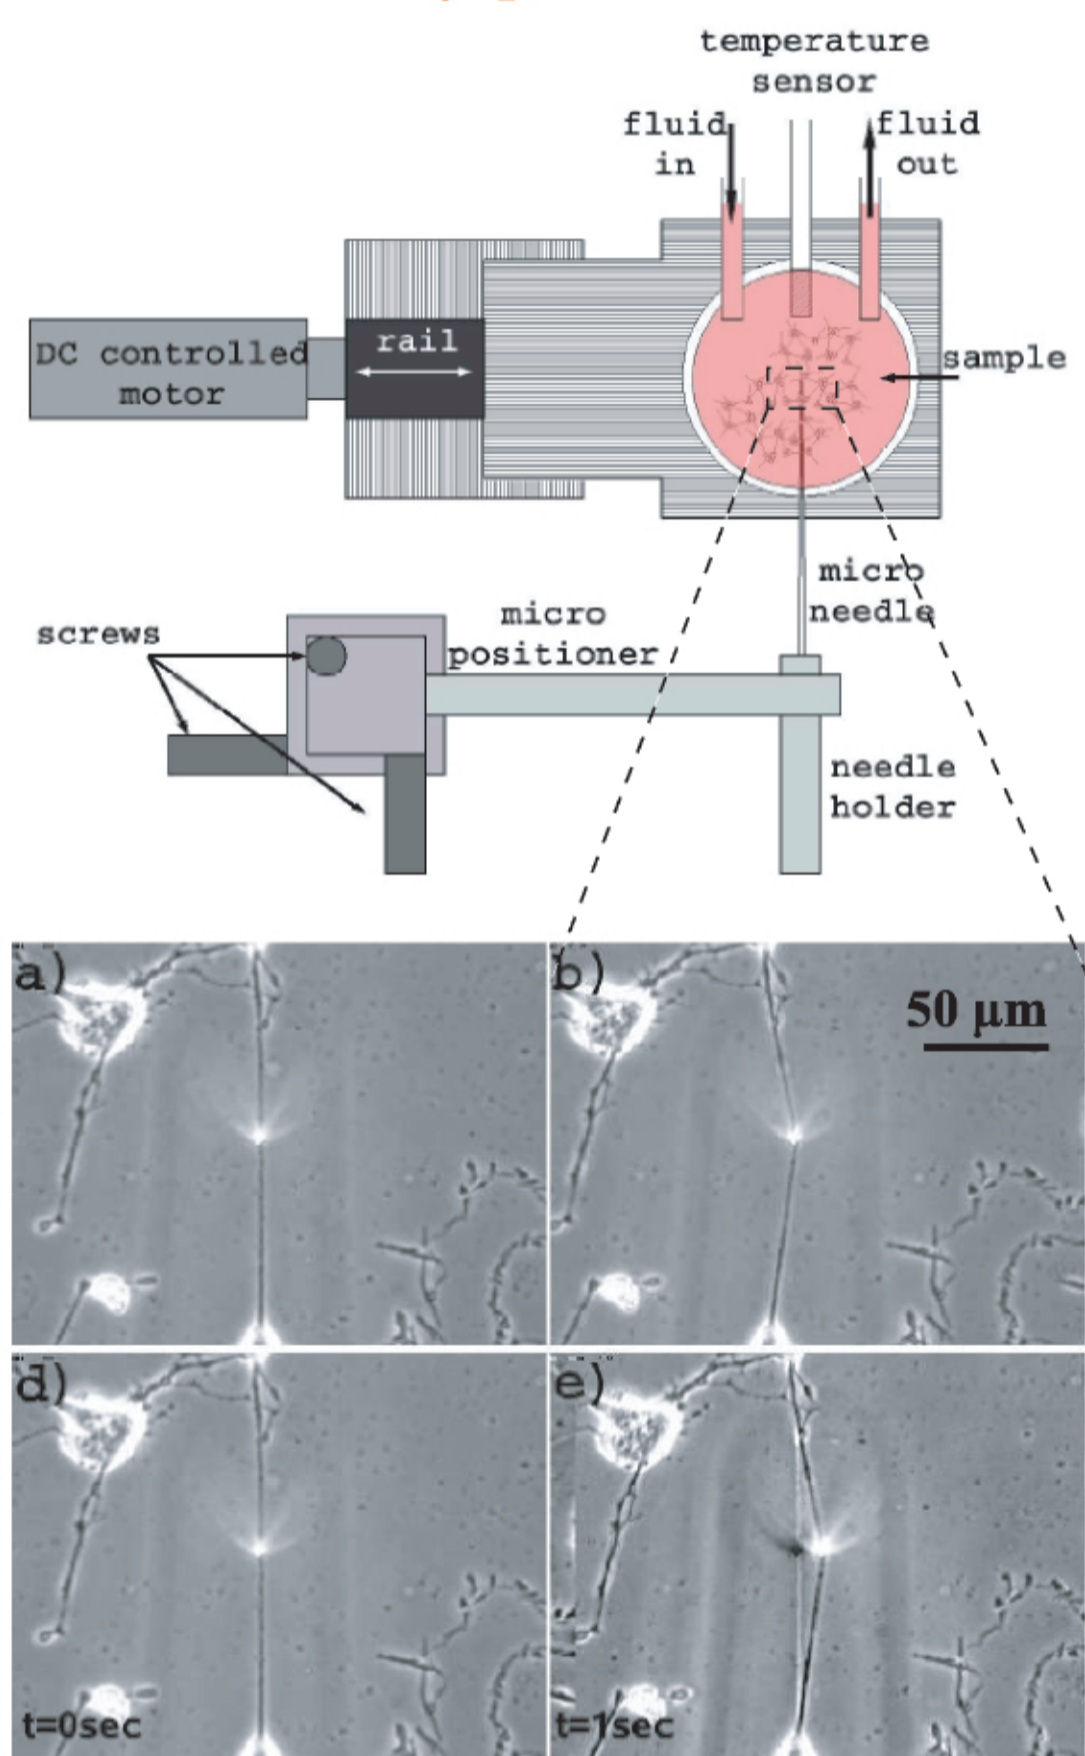 temperature
sensor
fluid
in
fluid
out
DC controlled
motor
rail
sample
micro
needle
screws
micro
positioner
needle
holder
a)
b)
50 µm
d)
t=0sec
e)
t=1sec